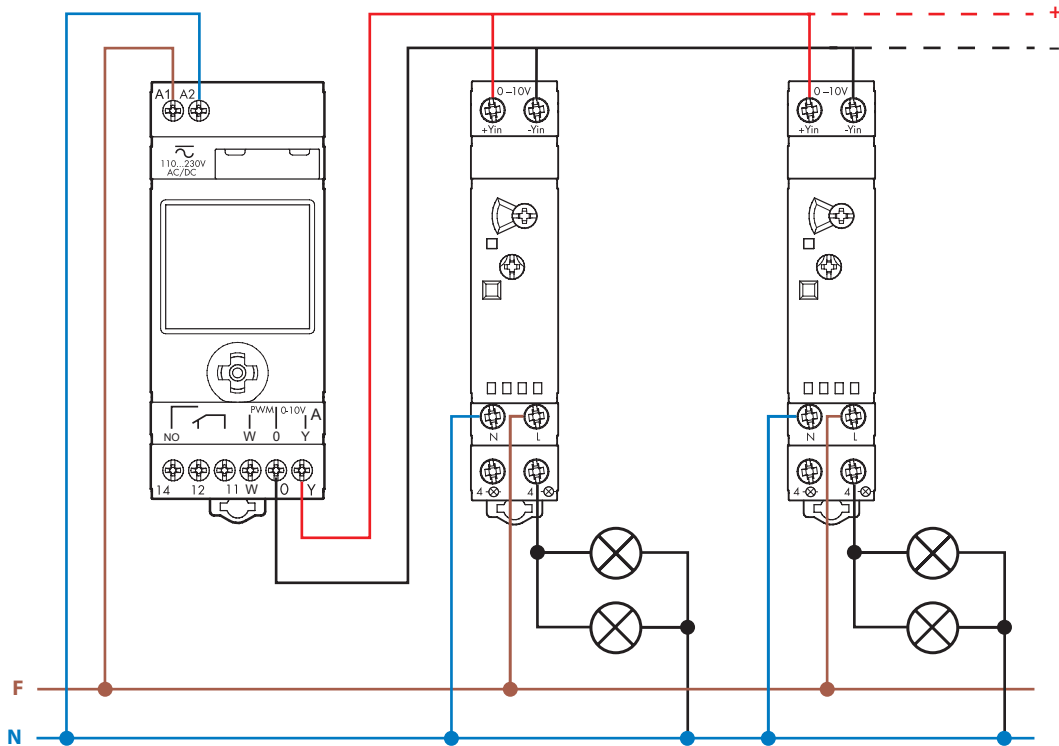 +
–
A1 A2
110...230V
AC/DC
PWM 0-10V A
NO W 0 Y
14 12 11 W 0 Y
0–10V
+Yin -Yin
N L
4 4
0–10V
+Yin -Yin
N L
4 4
F
N